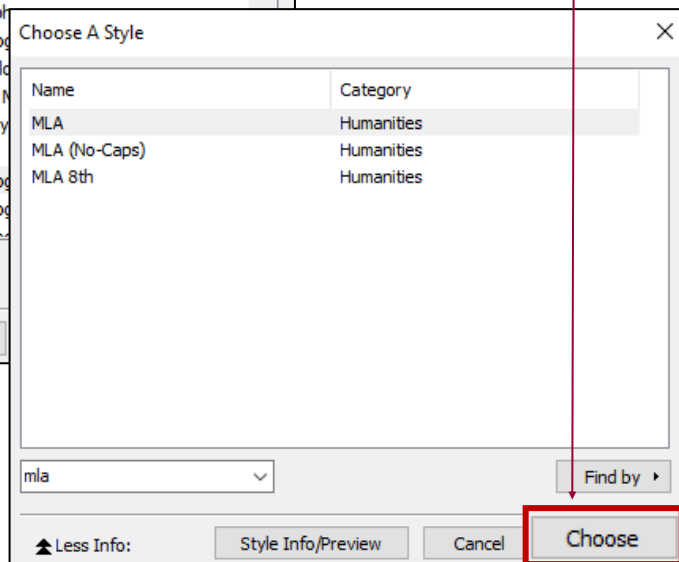 Choose A Style
Name Category
MLA Humanities
MLA (No-Caps) Humanities
MLA 8th Humanities
mla Find by
Less Info: Style Info/Preview Cancel Choose